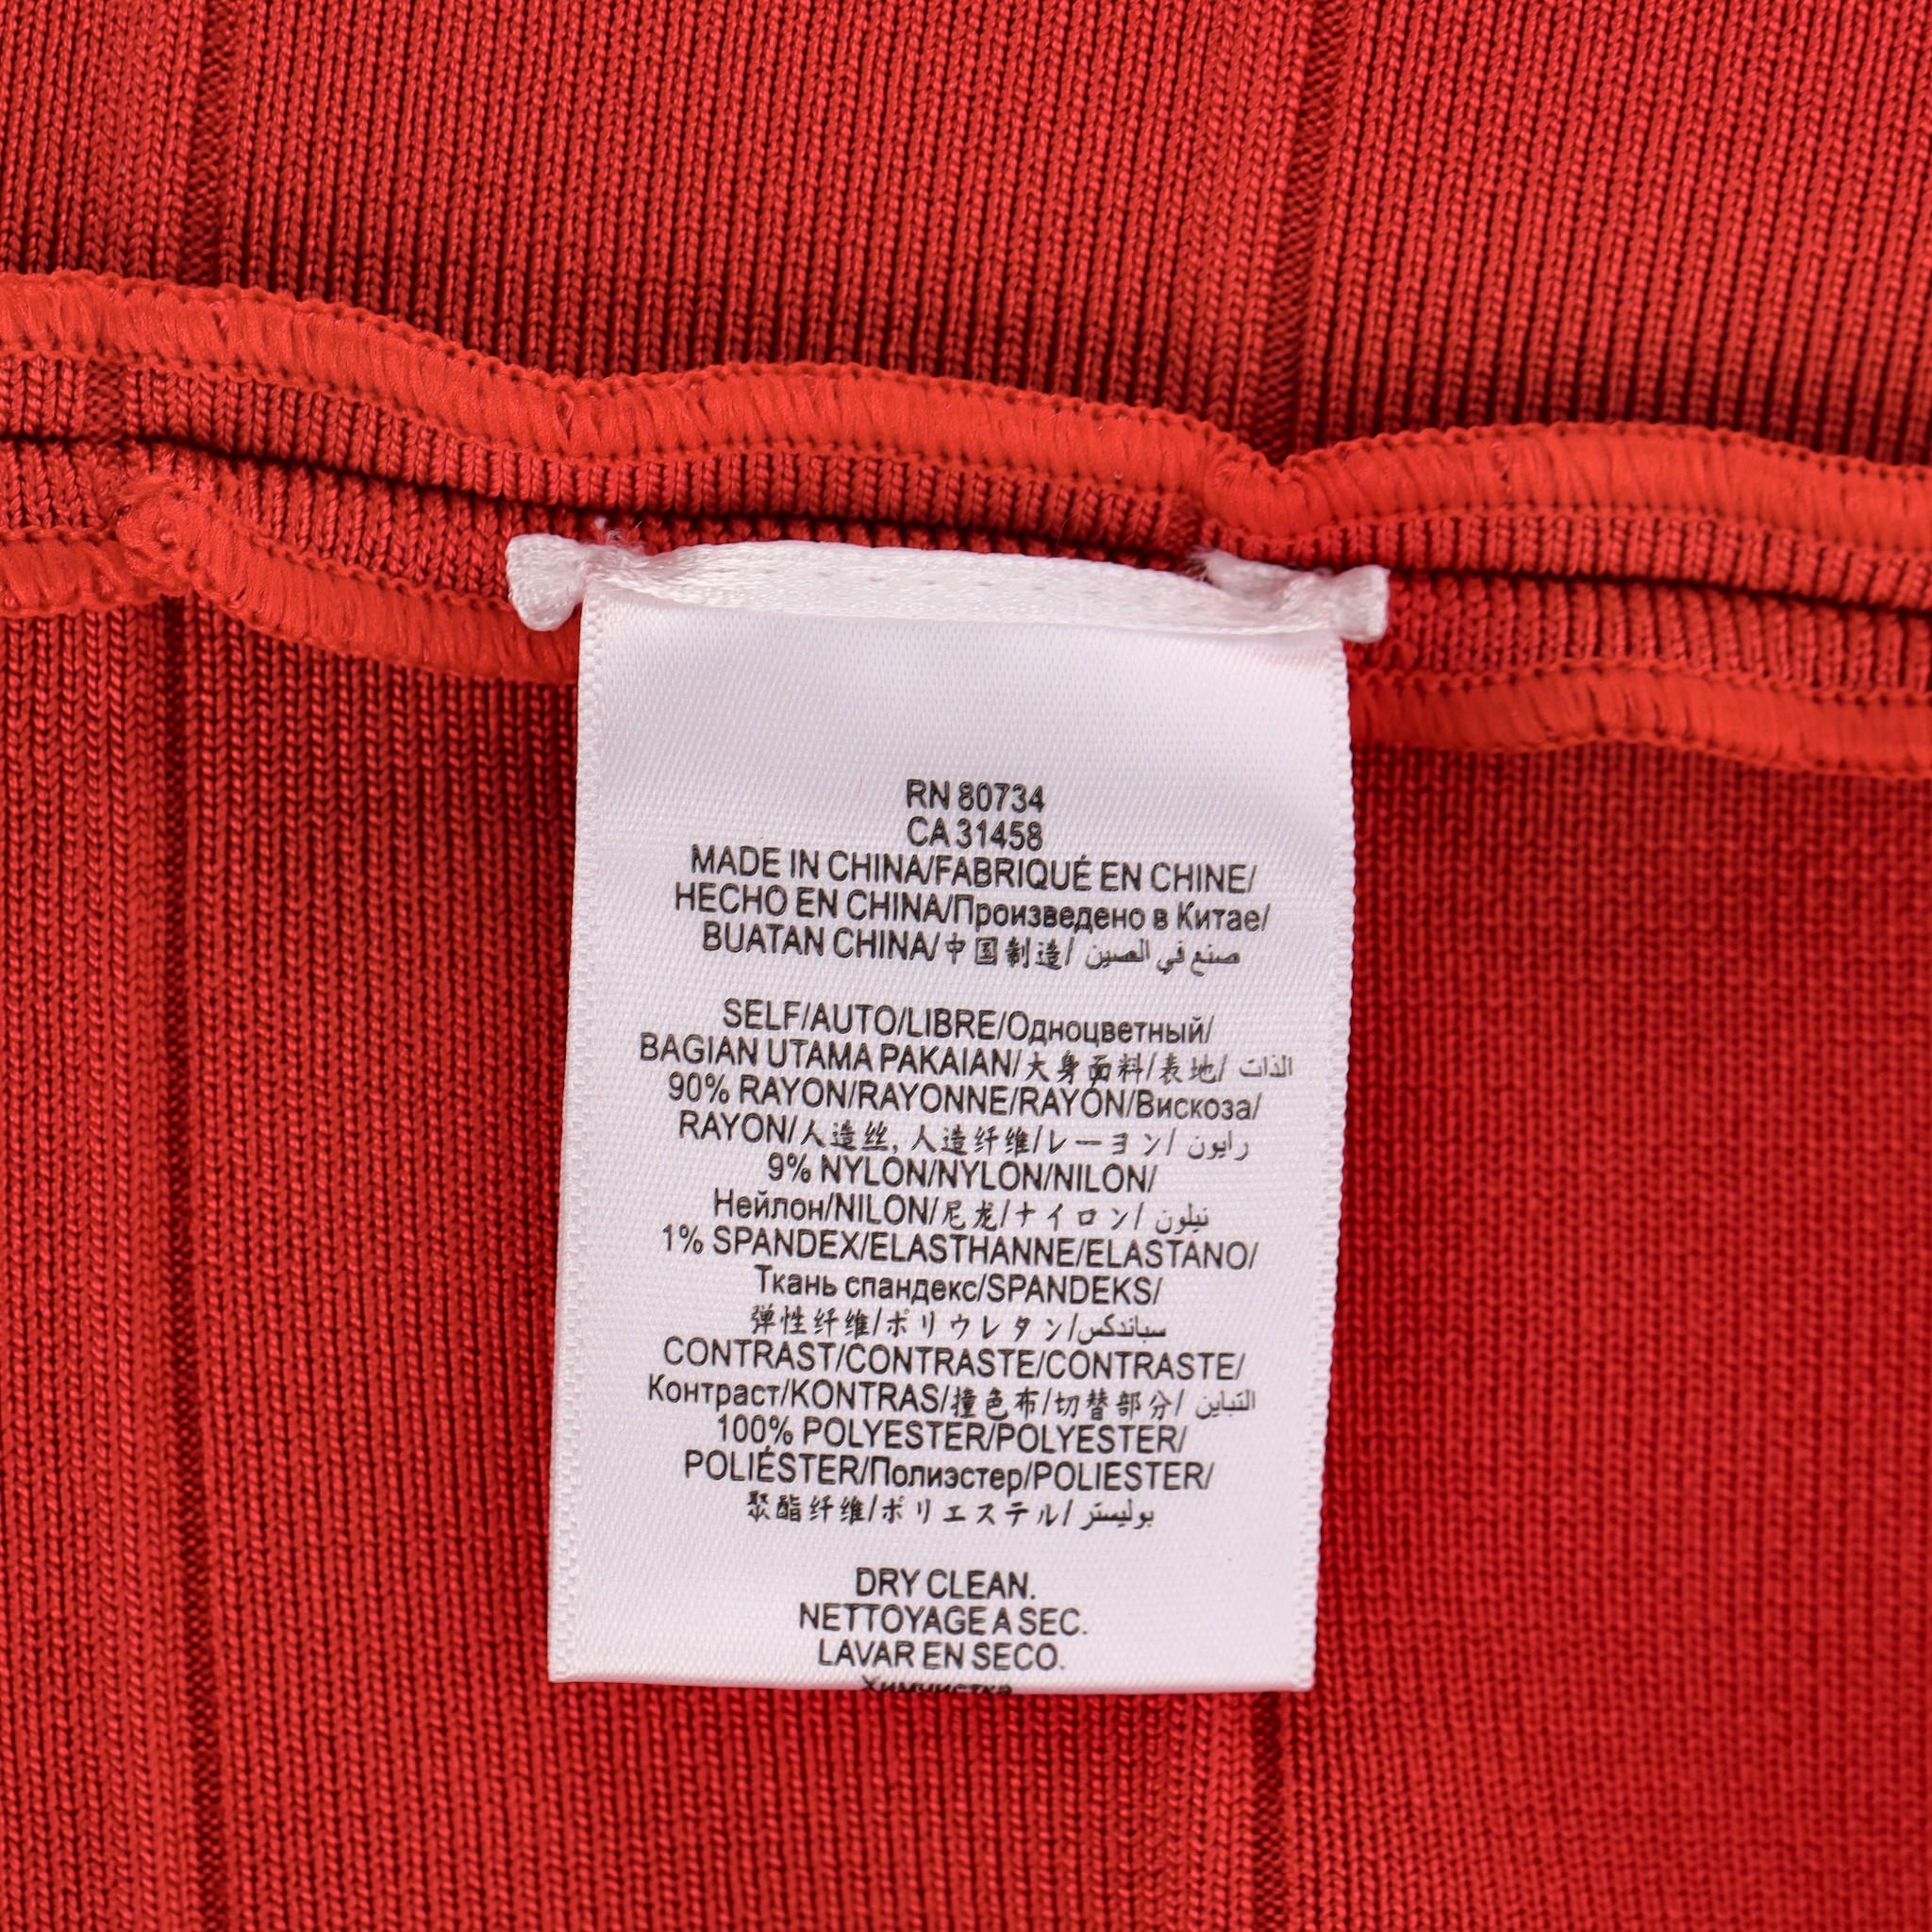 RN 80734
CA 31458
MADE IN CHINA/FABRIQUÉ EN CHINE/
HECHO EN CHINA/Произведено в Китае/
BUATAN CHINA/中国制造/ صنع في الصين
SELF/AUTO/LIBRE/Одноцветный/
BAGIAN UTAMA PAKAIAN/大身面料/表地/ الذات
90% RAYON/RAYONNE/RAYÓN/Вискоза/
RAYON/人造丝, 人造纤维/レーヨン/ رايون
9% NYLON/NYLON/NILON/
Нейлон/NILON/尼龙/ナイロン/ نيلون
1% SPANDEX/ELASTHANNE/ELASTANO/
Ткань спандекс/SPANDEKS/
弹性纤维/ポリウレタン/سباندكس
CONTRAST/CONTRASTE/CONTRASTE/
Контраст/KONTRAS/撞色布/切替部分/ التباين
100% POLYESTER/POLYESTER/
POLIÉSTER/Полиэстер/POLIESTER/
聚酯纤维/ポリエステル/ بوليستر
DRY CLEAN.
NETTOYAGE A SEC.
LAVAR EN SECO.
Химчистка